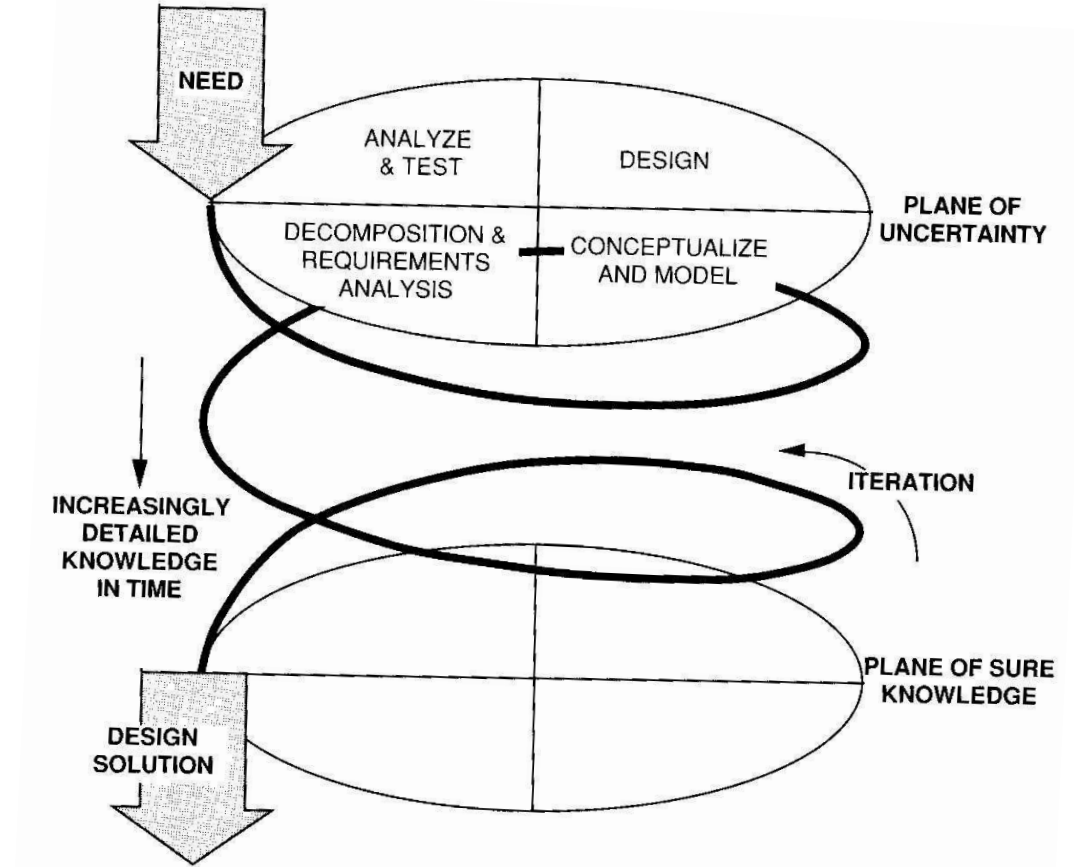 NEED
ANALYZE
& TEST
DESIGN
PLANE OF
UNCERTAINTY
DECOMPOSITION &
REQUIREMENTS
ANALYSIS
CONCEPTUALIZE
AND MODEL
ITERATION
INCREASINGLY
DETAILED
KNOWLEDGE
IN TIME
PLANE OF SURE
KNOWLEDGE
DESIGN
SOLUTION